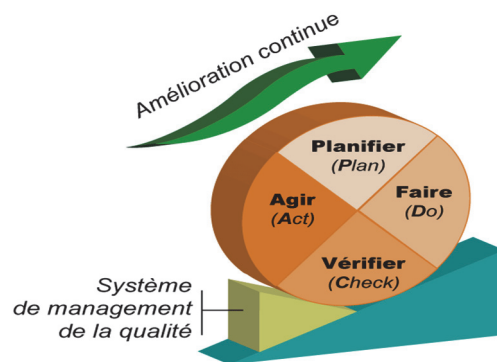 Amélioration continue
Planifier
(Plan)
Agir
(Act)
Faire
(Do)
Vérifier
(Check)
Système
de management
de la qualité